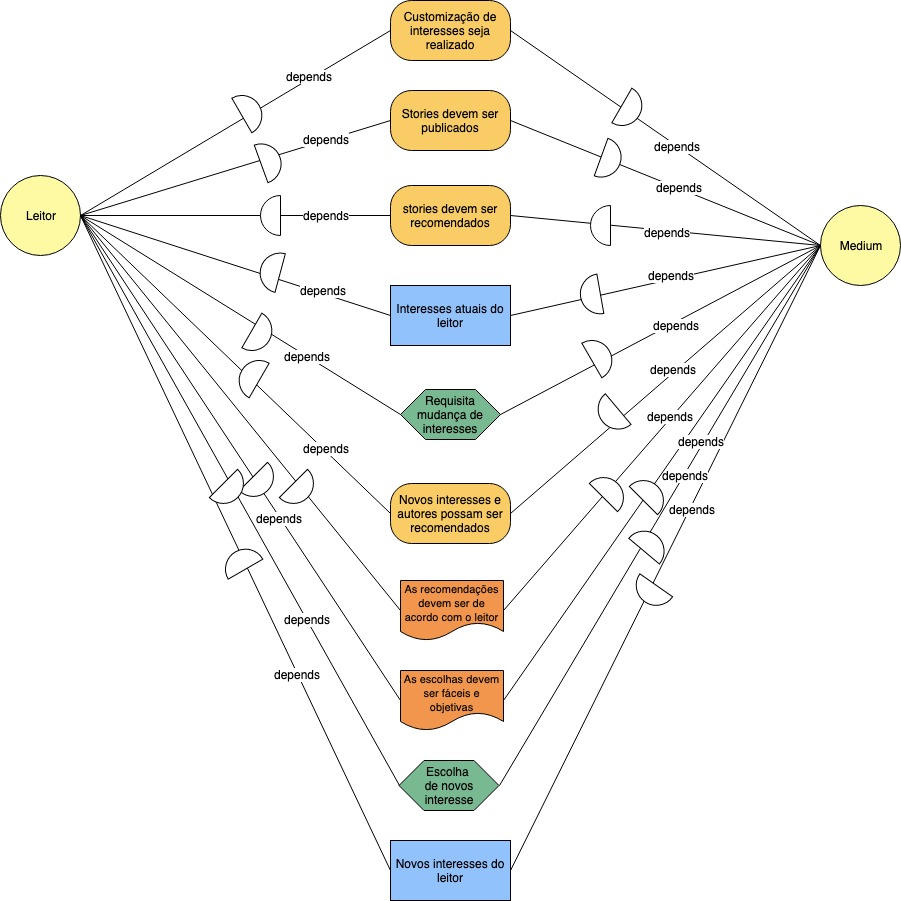 Customização de
interesses seja
realizado
depends
depends
Stories devem ser
publicados
depends
depends
Leitor
stories devem ser
recomendados
depends
depends
Medium
Interesses atuais do
leitor
depends
depends
Requisita
mudança de
interesses
depends
depends
Novos interesses e
autores possam ser
recomendados
depends
depends
As recomendações
devem ser de
acordo com o leitor
depends
As escolhas devem
ser fáceis e
objetivas
depends
depends
Escolha
de novos
interesse
depends
depends
Novos interesses do
leitor
depends
depends